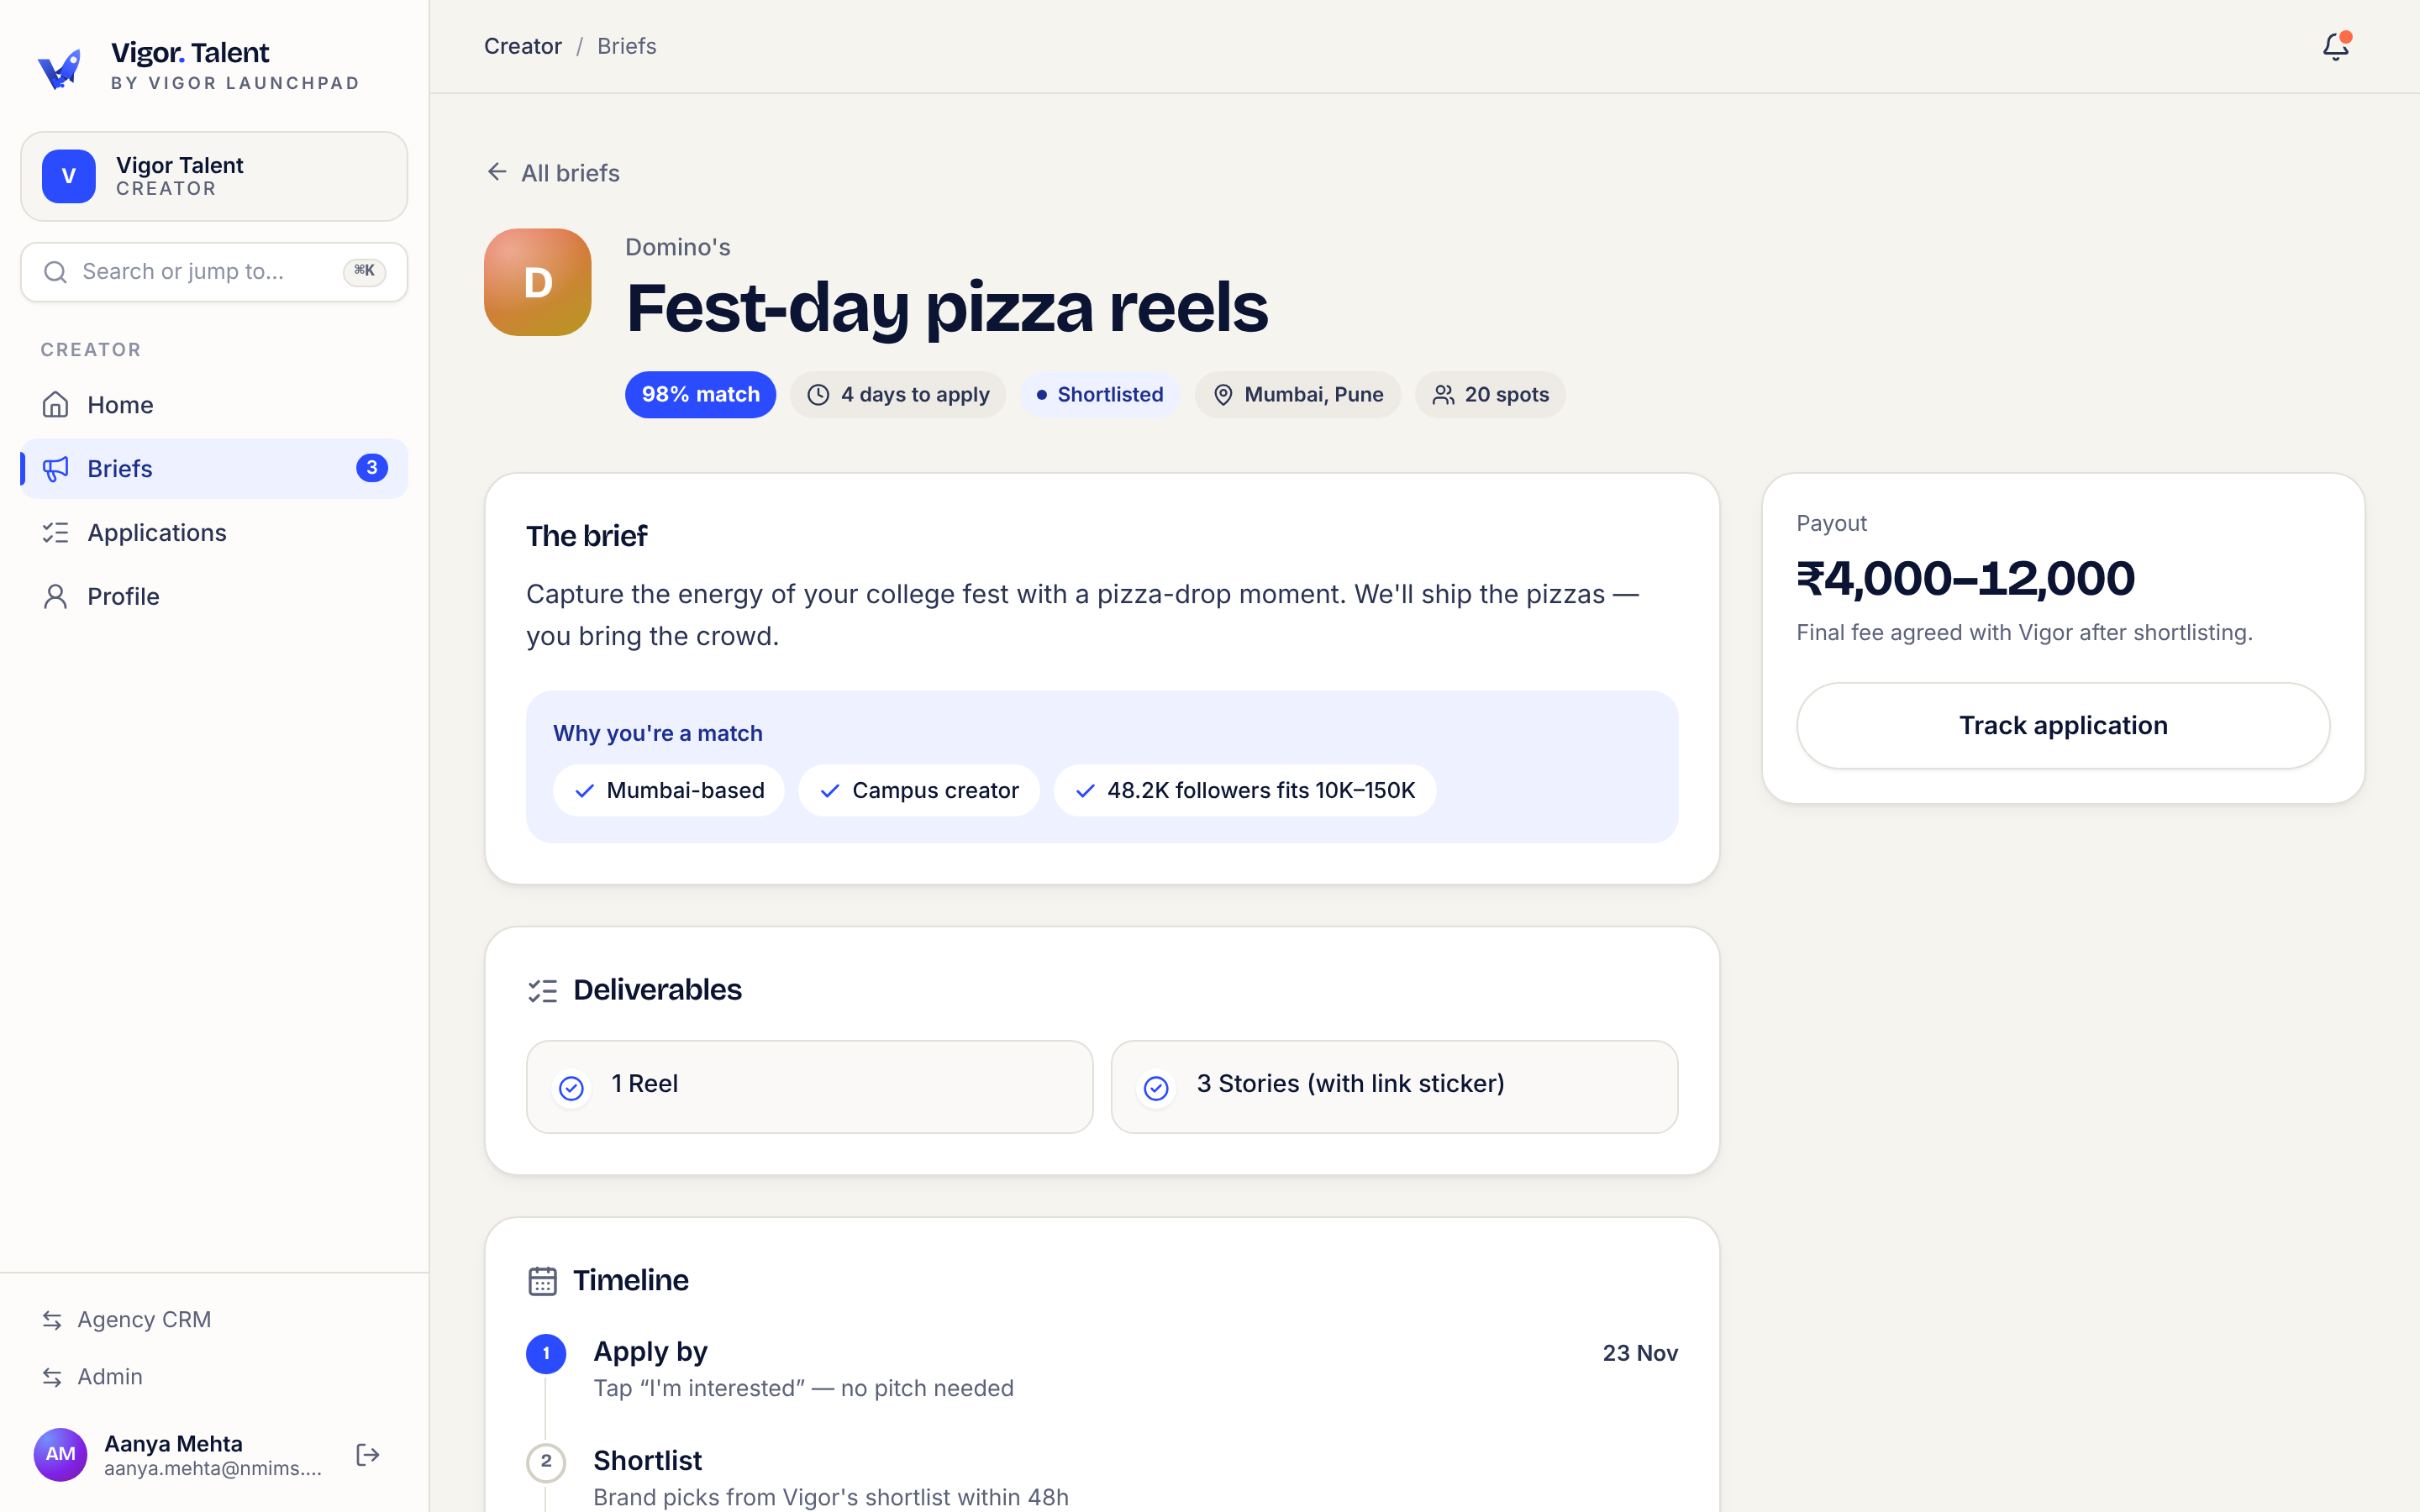 Vigor. Talent
BY VIGOR LAUNCHPAD
V
Vigor Talent
CREATOR
Search or jump to...
⌘K
CREATOR
Home
Briefs
3
Applications
Profile
Agency CRM
Admin
AM
Aanya Mehta
aanya.mehta@nmims....
Creator / Briefs
All briefs
D
Domino's
Fest-day pizza reels
98% match
4 days to apply
Shortlisted
Mumbai, Pune
20 spots
The brief
Capture the energy of your college fest with a pizza-drop moment. We'll ship the pizzas —
you bring the crowd.
Why you're a match
Mumbai-based
Campus creator
48.2K followers fits 10K–150K
Payout
₹4,000–12,000
Final fee agreed with Vigor after shortlisting.
Track application
Deliverables
1 Reel
3 Stories (with link sticker)
Timeline
1
Apply by
23 Nov
Tap “I'm interested” — no pitch needed
2
Shortlist
Brand picks from Vigor's shortlist within 48h